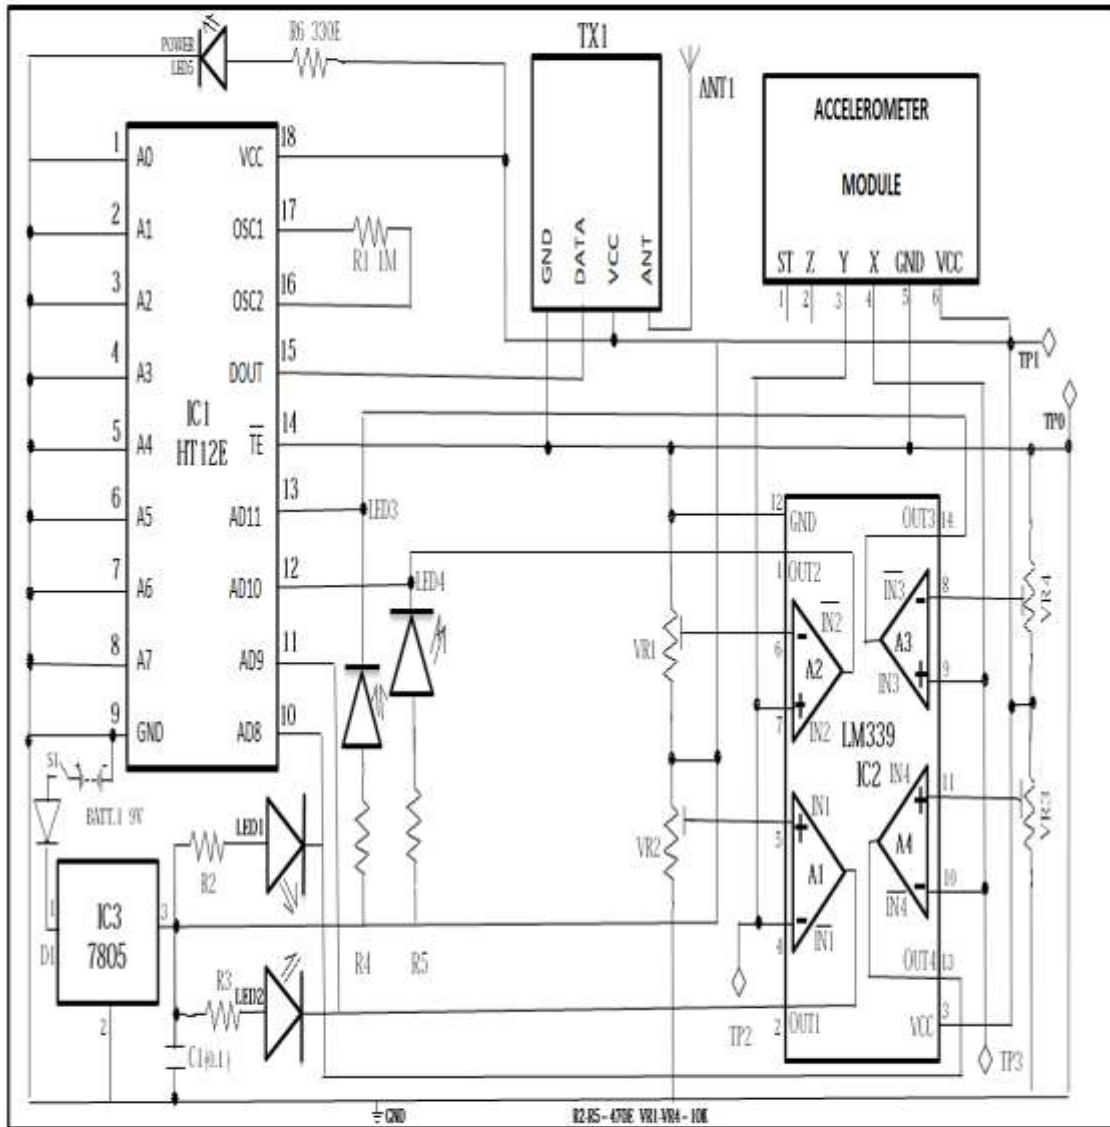 R6 330E
TX1
POWER
LED5
ANT1
ACCELEROMETER
MODULE
GND
DATA
VCC
ANT
ST Z Y X GND VCC
1 2 3 4 5 6
1 A0
2 A1
3 A2
4 A3
5 A4
6 A5
7 A6
8 A7
9 GND
IC1
HT12E
VCC 18
OSC1 17
R1 1M
OSC2 16
DOUT 15
TE 14
AD11 13
AD10 12
AD9 11
AD8 10
TP1
TP0
LED3
LED4
12 GND
OUT3 14
1 OUT2
IN2
6
A2
7
IN2
IN3
8
A3
IN3
9
VR4
VR1
LM339
IC2
IN4
11
VR3
IN1
5
A1
4
IN1
A4
10
IN4
VR2
S1
BATT.1 9V
LED1
R2
1
IC3
7805
3
D1
2
R4
R5
R3
LED2
C1(0.1)
OUT4 13
TP2
2 OUT1
VCC 3
TP3
GND
R2-R5-470E VR1-VR4-10K